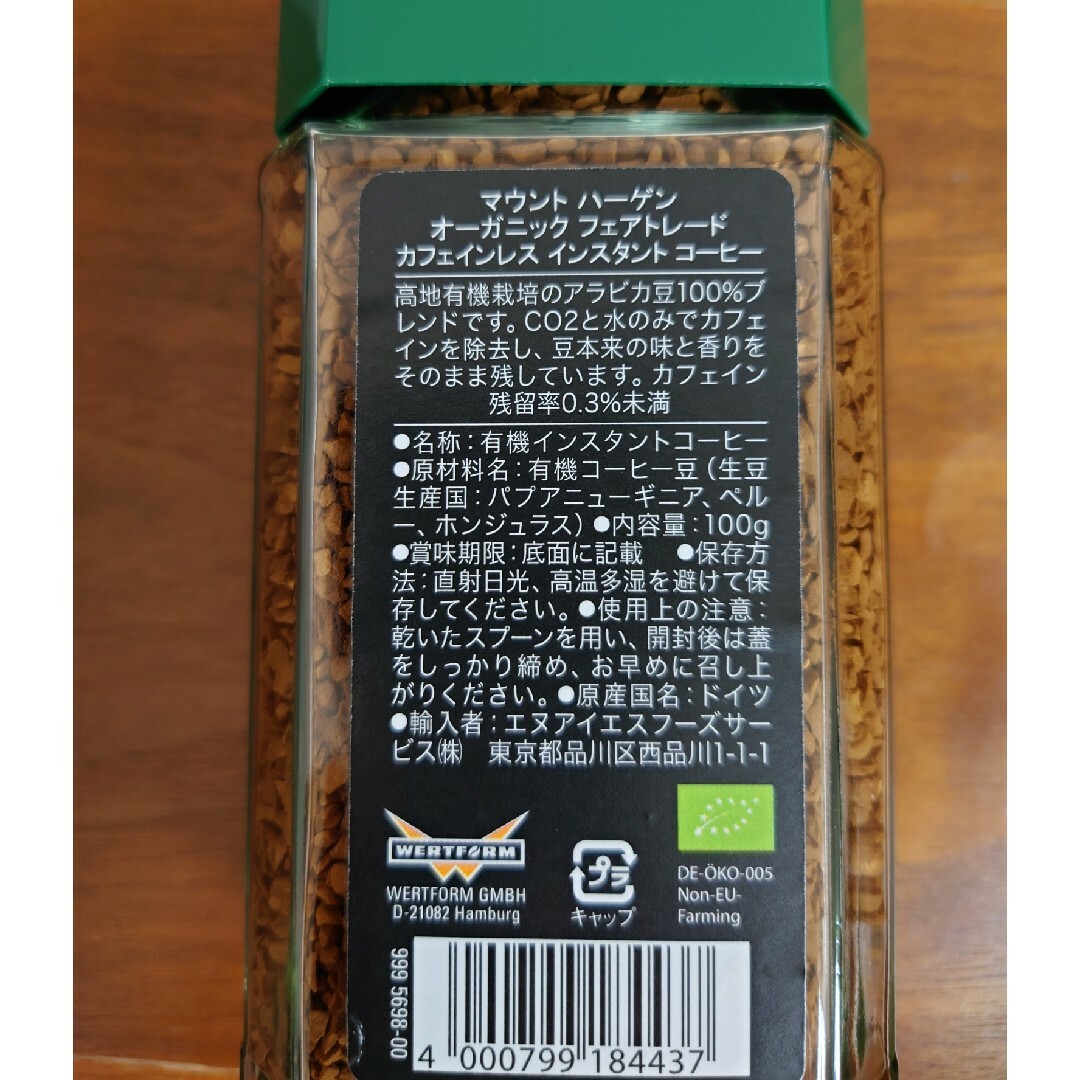 マウント ハーゲン
オーガニック フェアトレード
カフェインレス インスタント コーヒー
高地有機栽培のアラビカ豆100%ブ
レンドです。CO2と水のみでカフェ
インを除去し、豆本来の味と香りを
そのまま残しています。カフェイン
残留率0.3%未満
●名称：有機インスタントコーヒー
●原材料名：有機コーヒー豆（生豆
生産国：パプアニューギニア、ペル
ー、ホンジュラス）●内容量：100g
●賞味期限：底面に記載 ●保存方
法：直射日光、高温多湿を避けて保
存してください。●使用上の注意：
乾いたスプーンを用い、開封後は蓋
をしっかり締め、お早めに召し上
がりください。●原産国名：ドイツ
●輸入者：エヌアイエスフーズサー
ビス㈱ 東京都品川区西品川1-1-1
WERTFORM
WERTFORM GMBH
D-21082 Hamburg
プラ
キャップ
DE-ÖKO-005
Non-EU-
Farming
999 5698-00
4 000799 184437